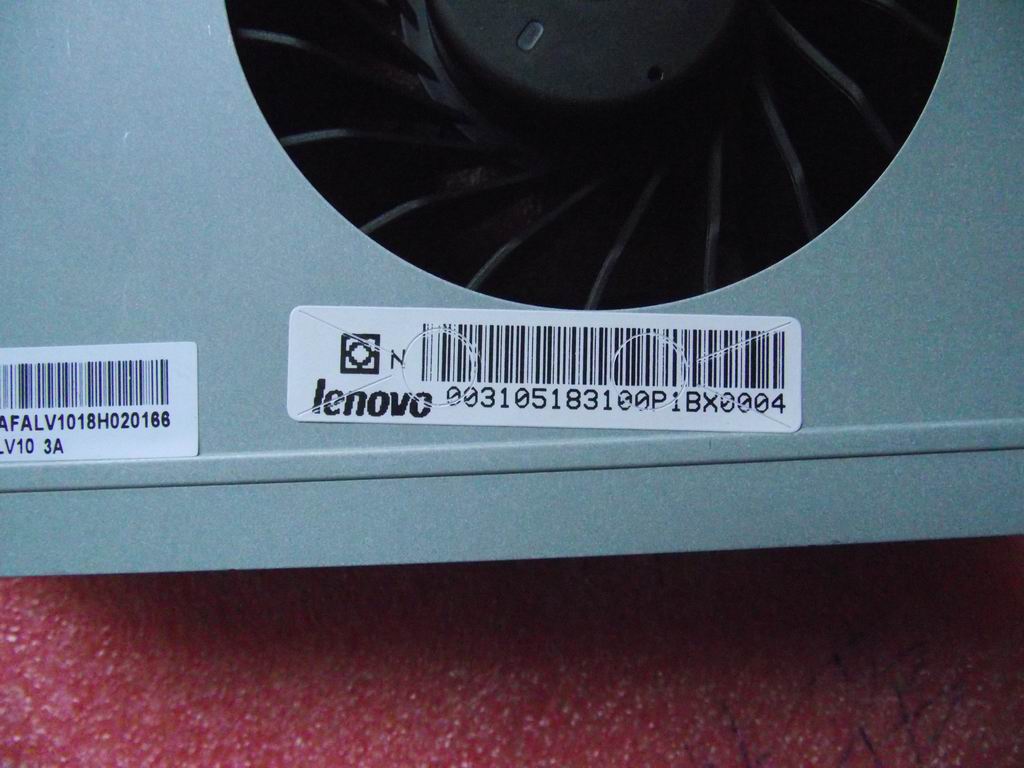 N
lenovo 003105183100P1BX0004
AFALV1018H020166
LV10 3A